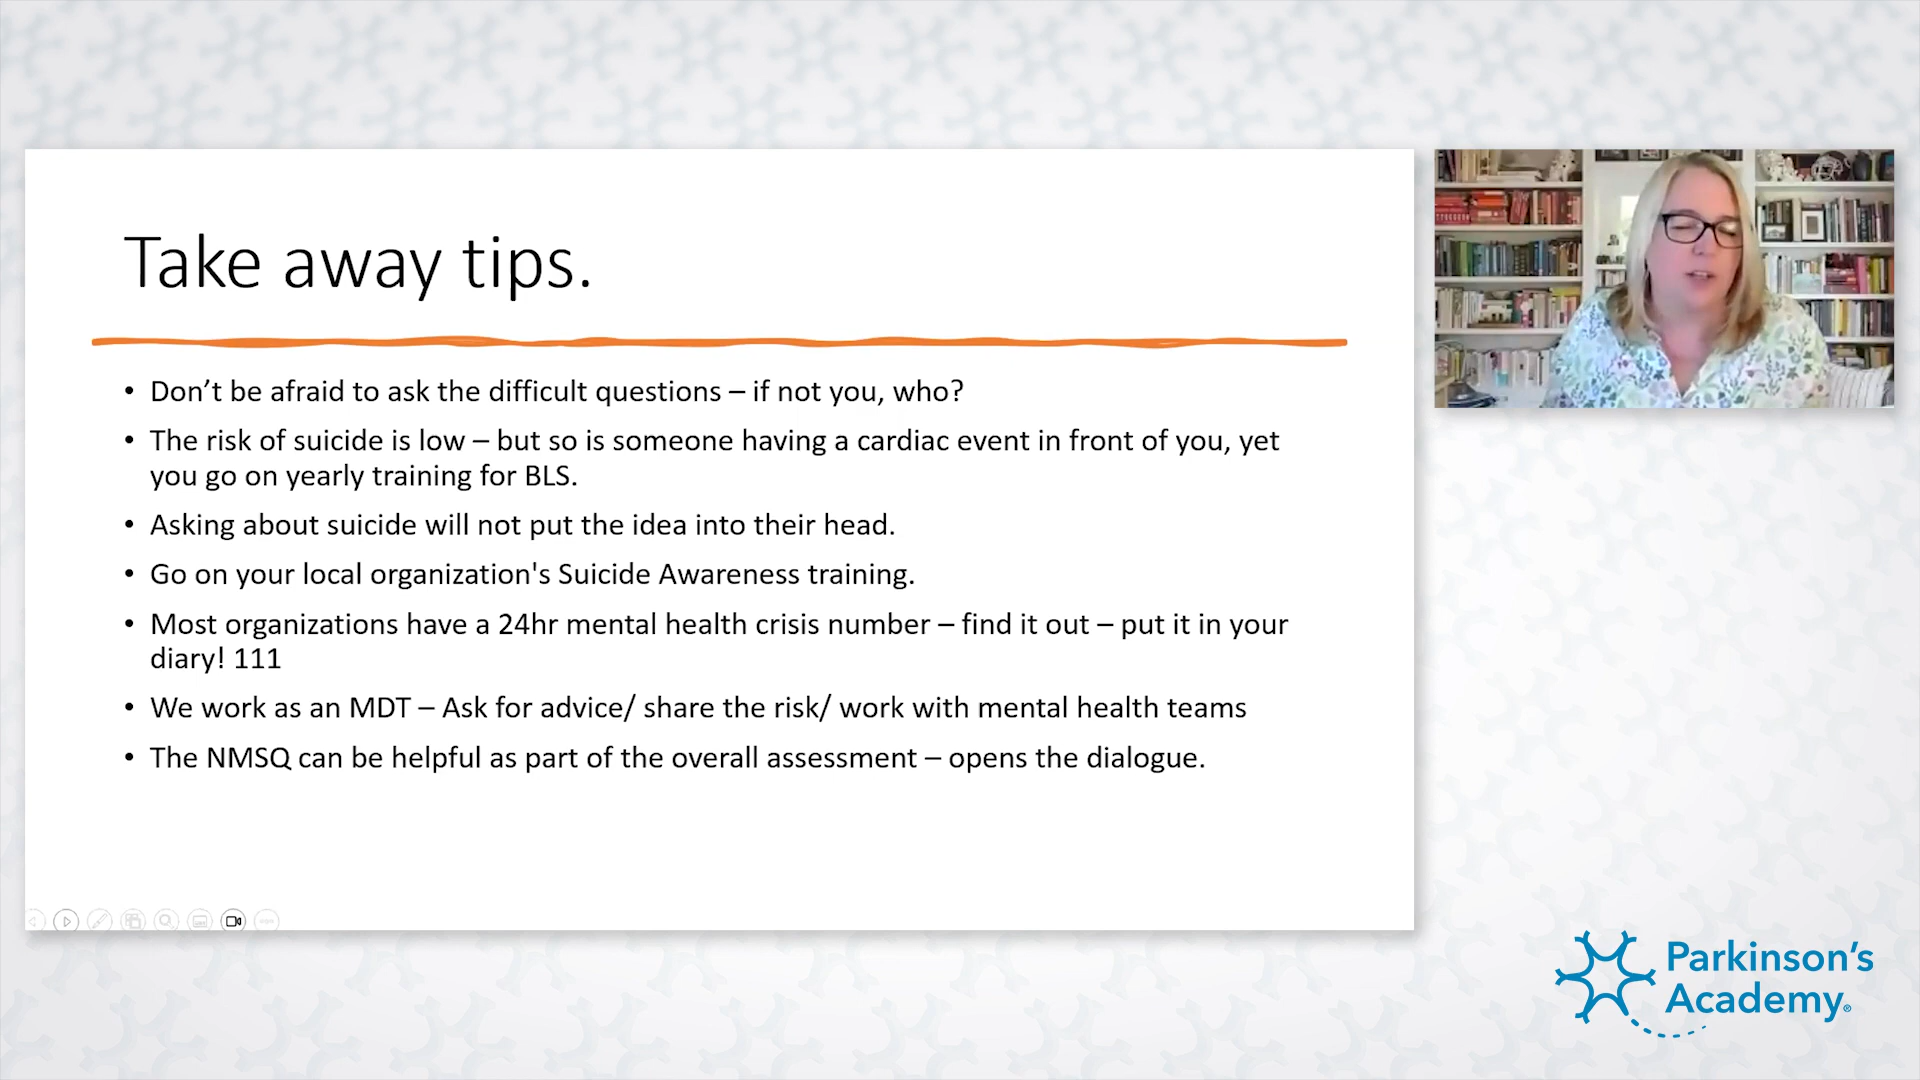 Take away tips.
• Don’t be afraid to ask the difficult questions – if not you, who?
• The risk of suicide is low – but so is someone having a cardiac event in front of you, yet
you go on yearly training for BLS.
• Asking about suicide will not put the idea into their head.
• Go on your local organization's Suicide Awareness training.
• Most organizations have a 24hr mental health crisis number – find it out – put it in your
diary! 111
• We work as an MDT – Ask for advice/ share the risk/ work with mental health teams
• The NMSQ can be helpful as part of the overall assessment – opens the dialogue.
Parkinson’s
Academy®